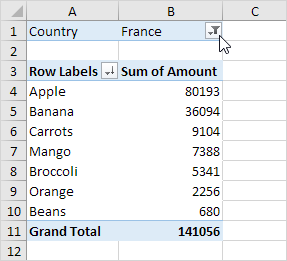 A B C
1 Country France
2
3 Row Labels Sum of Amount
4 Apple 80193
5 Banana 36094
6 Carrots 9104
7 Mango 7388
8 Broccoli 5341
9 Orange 2256
10 Beans 680
11 Grand Total 141056
12